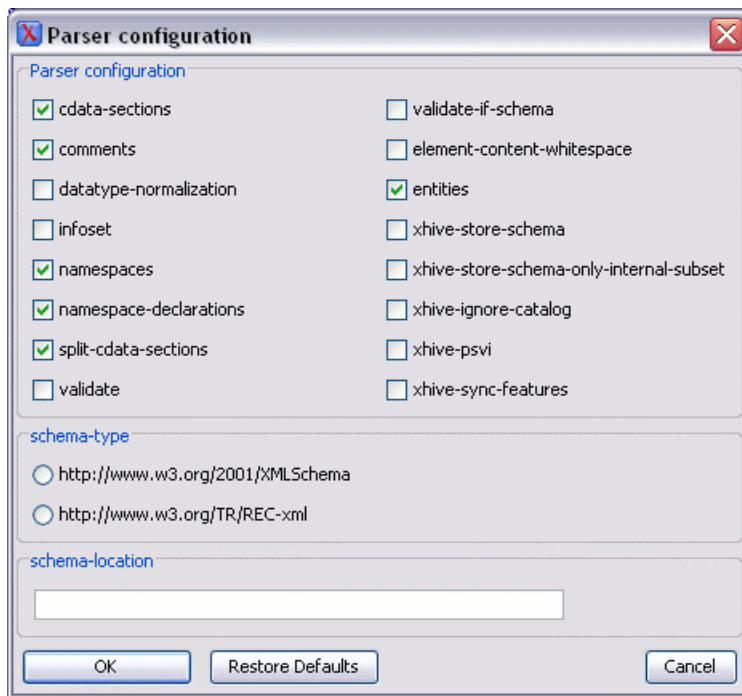 Parser configuration
Parser configuration
cdata-sections
comments
datatype-normalization
infoset
namespaces
namespace-declarations
split-cdata-sections
validate
validate-if-schema
element-content-whitespace
entities
xhive-store-schema
xhive-store-schema-only-internal-subset
xhive-ignore-catalog
xhive-psvi
xhive-sync-features
schema-type
http://www.w3.org/2001/XMLSchema
http://www.w3.org/TR/REC-xml
schema-location
OK
Restore Defaults
Cancel